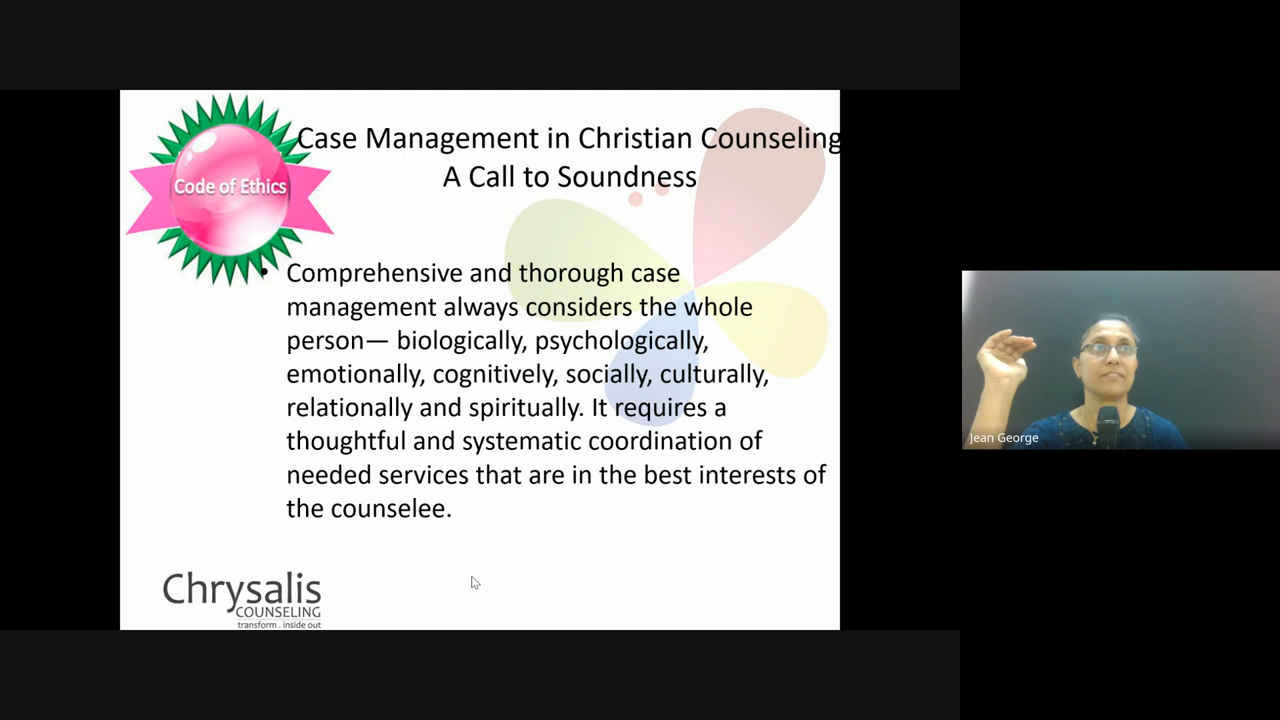 Case Management in Christian Counseling
A Call to Soundness
Code of Ethics
• Comprehensive and thorough case
management always considers the whole
person— biologically, psychologically,
emotionally, cognitively, socially, culturally,
relationally and spiritually. It requires a
thoughtful and systematic coordination of
needed services that are in the best interests of
the counselee.
Chrysalis
COUNSELING
transform . inside out
Jean George